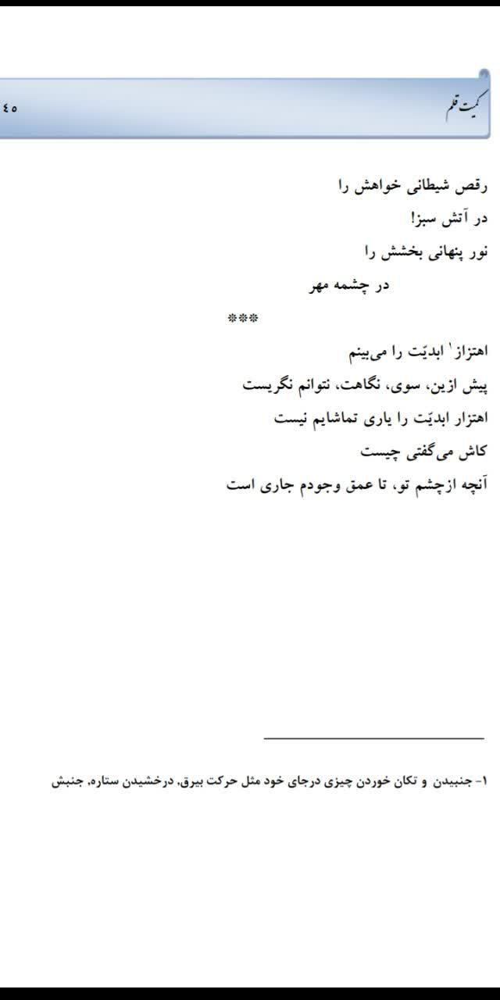 کمیت قلم
٤٥
رقص شیطانی خواهش را
در آتش سبز!
نور پنهانی بخشش را
در چشمه مهر
***
اهتزاز۱ ابدیّت را می‌بینم
پیش ازین، سوی، نگاهت، نتوانم نگریست
اهتزار ابدیّت را یاری تماشایم نیست
کاش می‌گفتی چیست
آنچه ازچشم تو، تا عمق وجودم جاری است
۱- جنبیدن و تکان خوردن چیزی درجای خود مثل حرکت بیرق, درخشیدن ستاره, جنبش